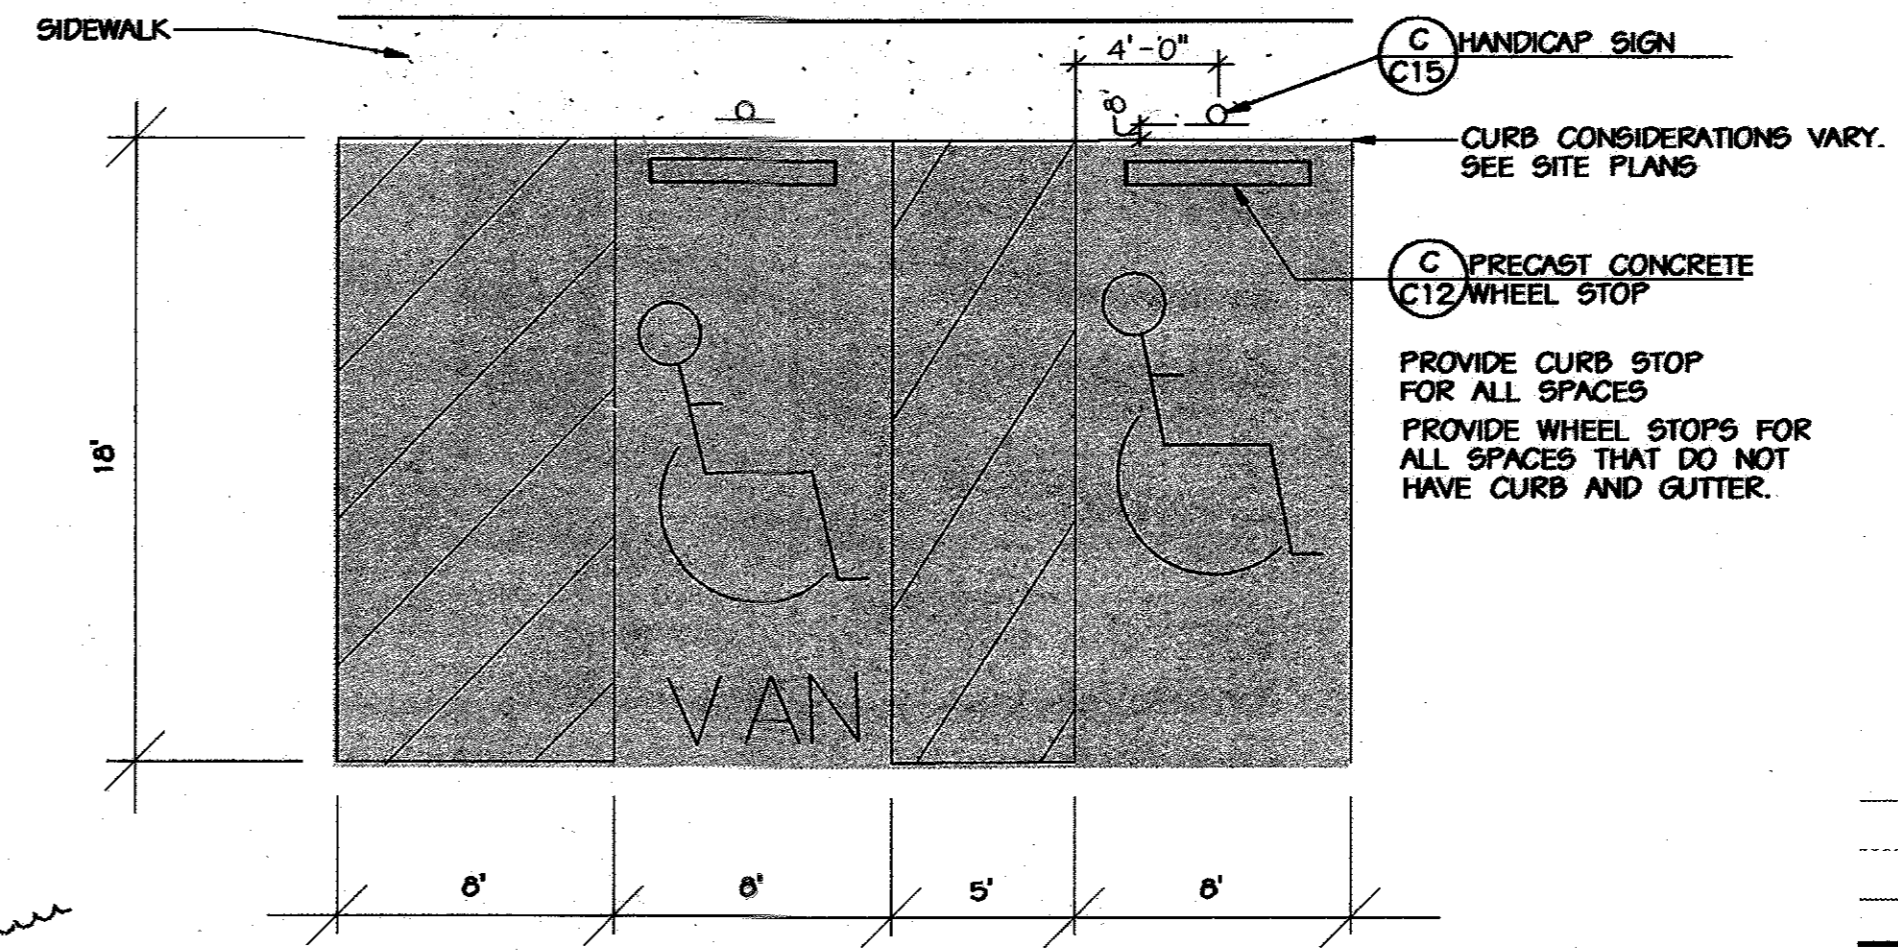 SIDEWALK
4'-0"
C
C15
HANDICAP SIGN
8"
CURB CONSIDERATIONS VARY.
SEE SITE PLANS
C
C12
PRECAST CONCRETE
WHEEL STOP
PROVIDE CURB STOP
FOR ALL SPACES
PROVIDE WHEEL STOPS FOR
ALL SPACES THAT DO NOT
HAVE CURB AND GUTTER.
18'
VAN
8'
8'
5'
8'